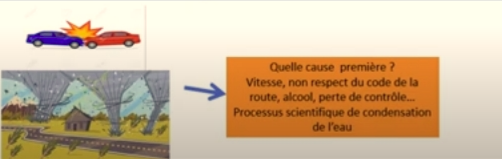 Quelle cause première ?
Vitesse, non respect du code de la
route, alcool, perte de contrôle...
Processus scientifique de condensation
de l'eau